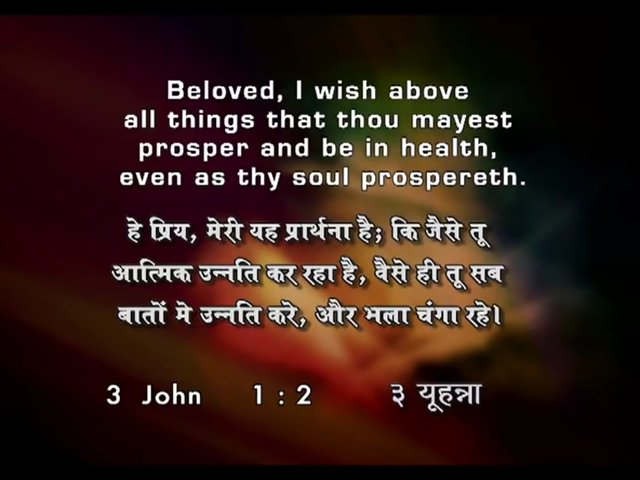 Beloved, I wish above
all things that thou mayest
prosper and be in health,
even as thy soul prospereth.
हे प्रिय, मेरी यह प्रार्थना है; कि जैसे तू
आत्मिक उन्नति कर रहा है, वैसे ही तू सब
बातों मे उन्नति करे, और भला चंगा रहे।
3 John 1 : 2 ३ यूहन्ना